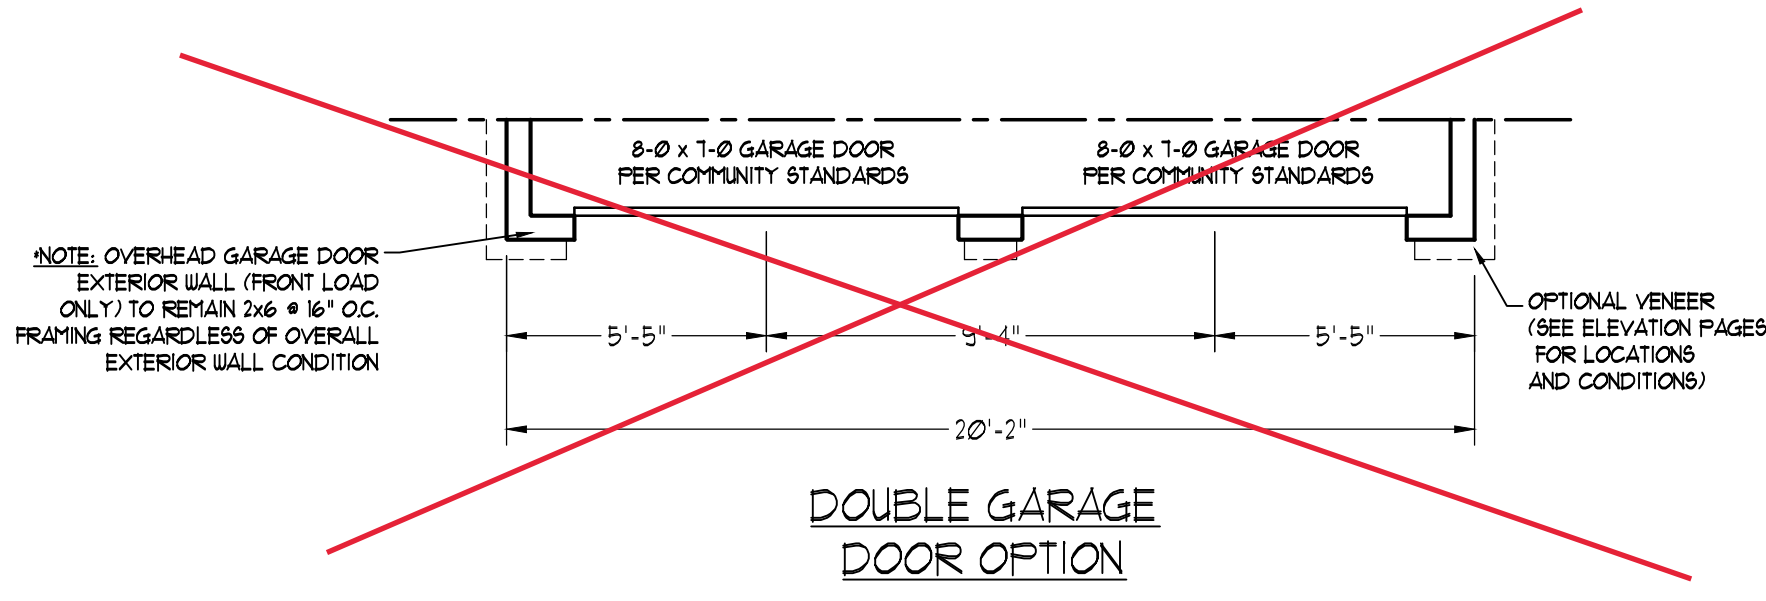 8-0 x 7-0 GARAGE DOOR
PER COMMUNITY STANDARDS
8-0 x 7-0 GARAGE DOOR
PER COMMUNITY STANDARDS
*NOTE: OVERHEAD GARAGE DOOR
EXTERIOR WALL (FRONT LOAD
ONLY) TO REMAIN 2x6 @ 16" O.C.
FRAMING REGARDLESS OF OVERALL
EXTERIOR WALL CONDITION
OPTIONAL VENEER
(SEE ELEVATION PAGES
FOR LOCATIONS
AND CONDITIONS)
5'-5"
9'-4"
5'-5"
20'-2"
DOUBLE GARAGE
DOOR OPTION